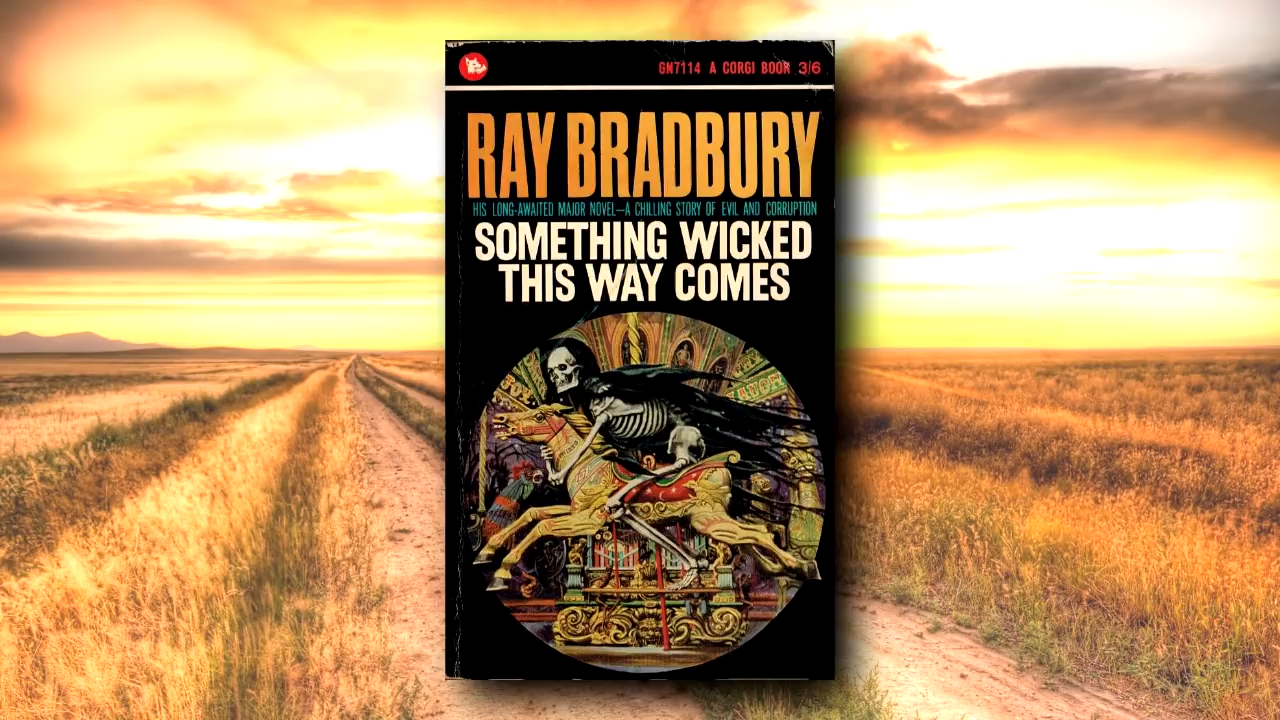 GN7114 A CORGI BOOK 3/6
RAY BRADBURY
HIS LONG-AWAITED MAJOR NOVEL—A CHILLING STORY OF EVIL AND CORRUPTION
SOMETHING WICKED
THIS WAY COMES